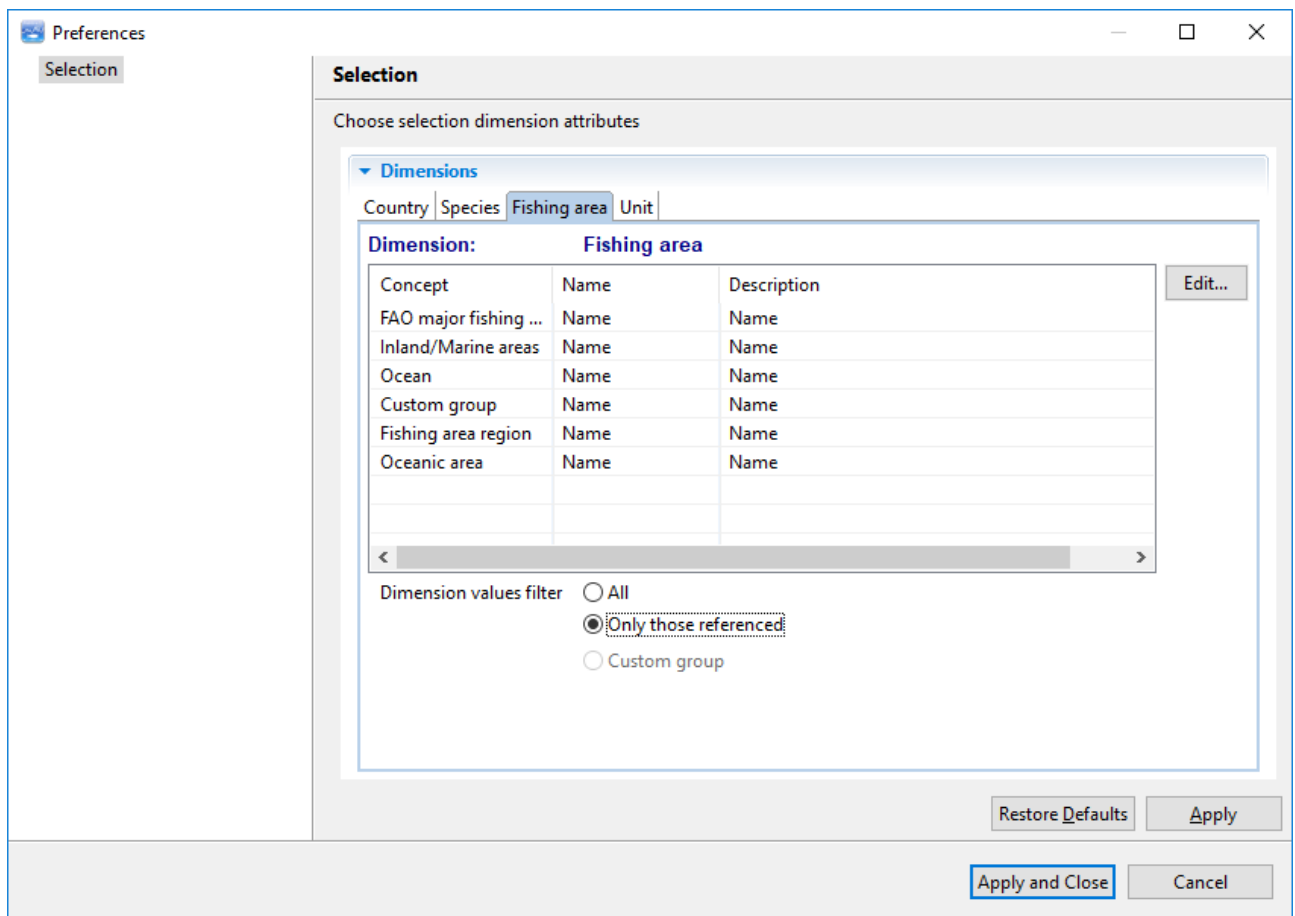 Preferences
Selection
Selection
Choose selection dimension attributes
Dimensions
Country Species Fishing area Unit
Dimension: Fishing area
Concept Name Description Edit...
FAO major fishing ... Name Name
Inland/Marine areas Name Name
Ocean Name Name
Custom group Name Name
Fishing area region Name Name
Oceanic area Name Name
Dimension values filter All
Only those referenced
Custom group
Restore Defaults Apply
Apply and Close Cancel